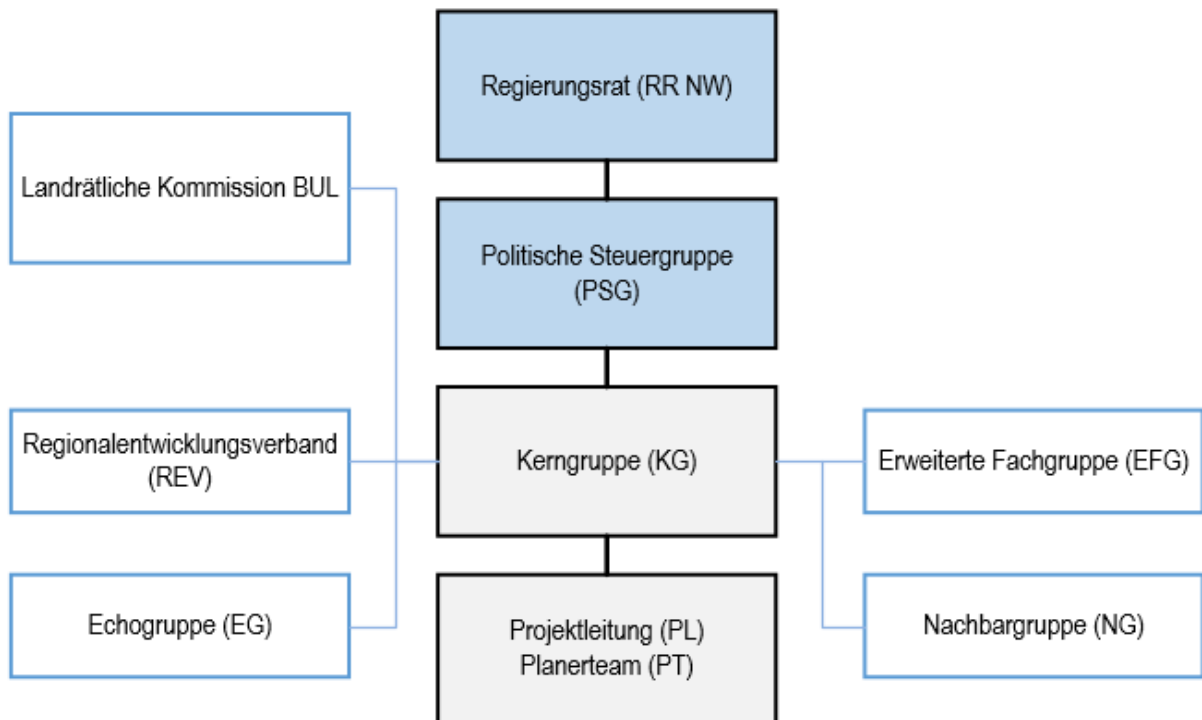 Regierungsrat (RR NW)
Landrätliche Kommission BUL
Politische Steuergruppe
(PSG)
Regionalentwicklungsverband
(REV)
Kerngruppe (KG)
Erweiterte Fachgruppe (EFG)
Echogruppe (EG)
Projektleitung (PL)
Planerteam (PT)
Nachbargruppe (NG)